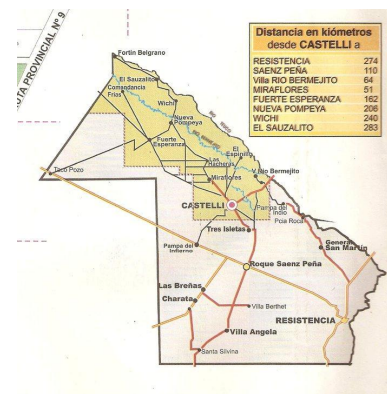 RUTA PROVINCIAL Nº 9
Distancia en kiómetros
desde CASTELLI a
RESISTENCIA 274
SAENZ PEÑA 110
Villa RIO BERMEJITO 64
MIRAFLORES 51
FUERTE ESPERANZA 162
NUEVA POMPEYA 206
WICHI 240
EL SAUZALITO 283
Fortin Belgrano
El Sauzalito
Comandancia
Frías
Wichi
Nueva
Pompeya
Fuerte
Esperanza
El
Espinillo
Las
Hacheras
V. Rio Bermejito
Miraflores
Taco Pozo
CASTELLI
Pampa del
Indio
Pcia Roca
Tres Isletas
General
San Martín
Pampa del
Infierno
Roque Saenz Peña
Las Breñas
Charata
Villa Berthet
RESISTENCIA
Villa Angela
Santa Silvina